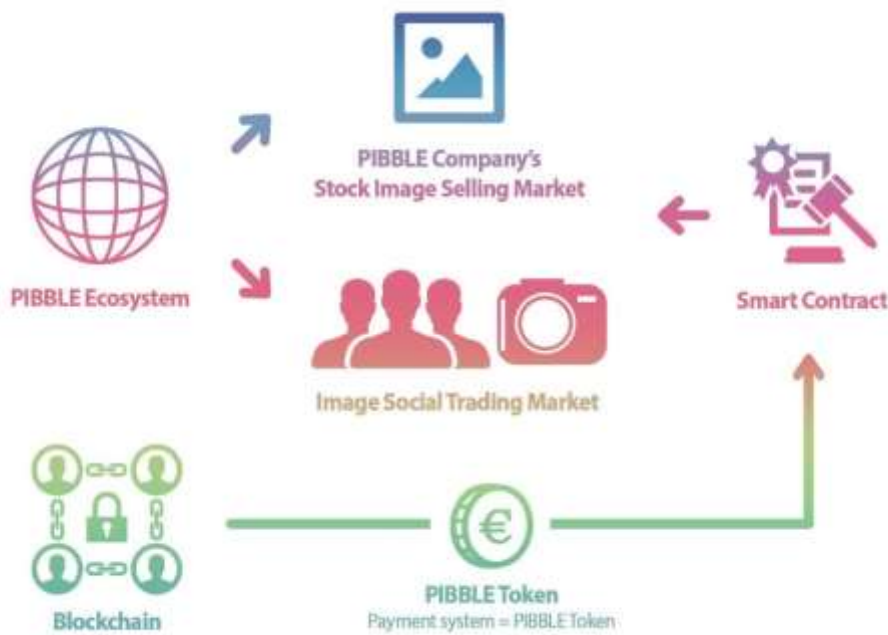 PIBBLE Company's
Stock Image Selling Market
PIBBLE Ecosystem
Smart Contract
Image Social Trading Market
€
PIBBLE Token
Payment system = PIBBLE Token
Blockchain